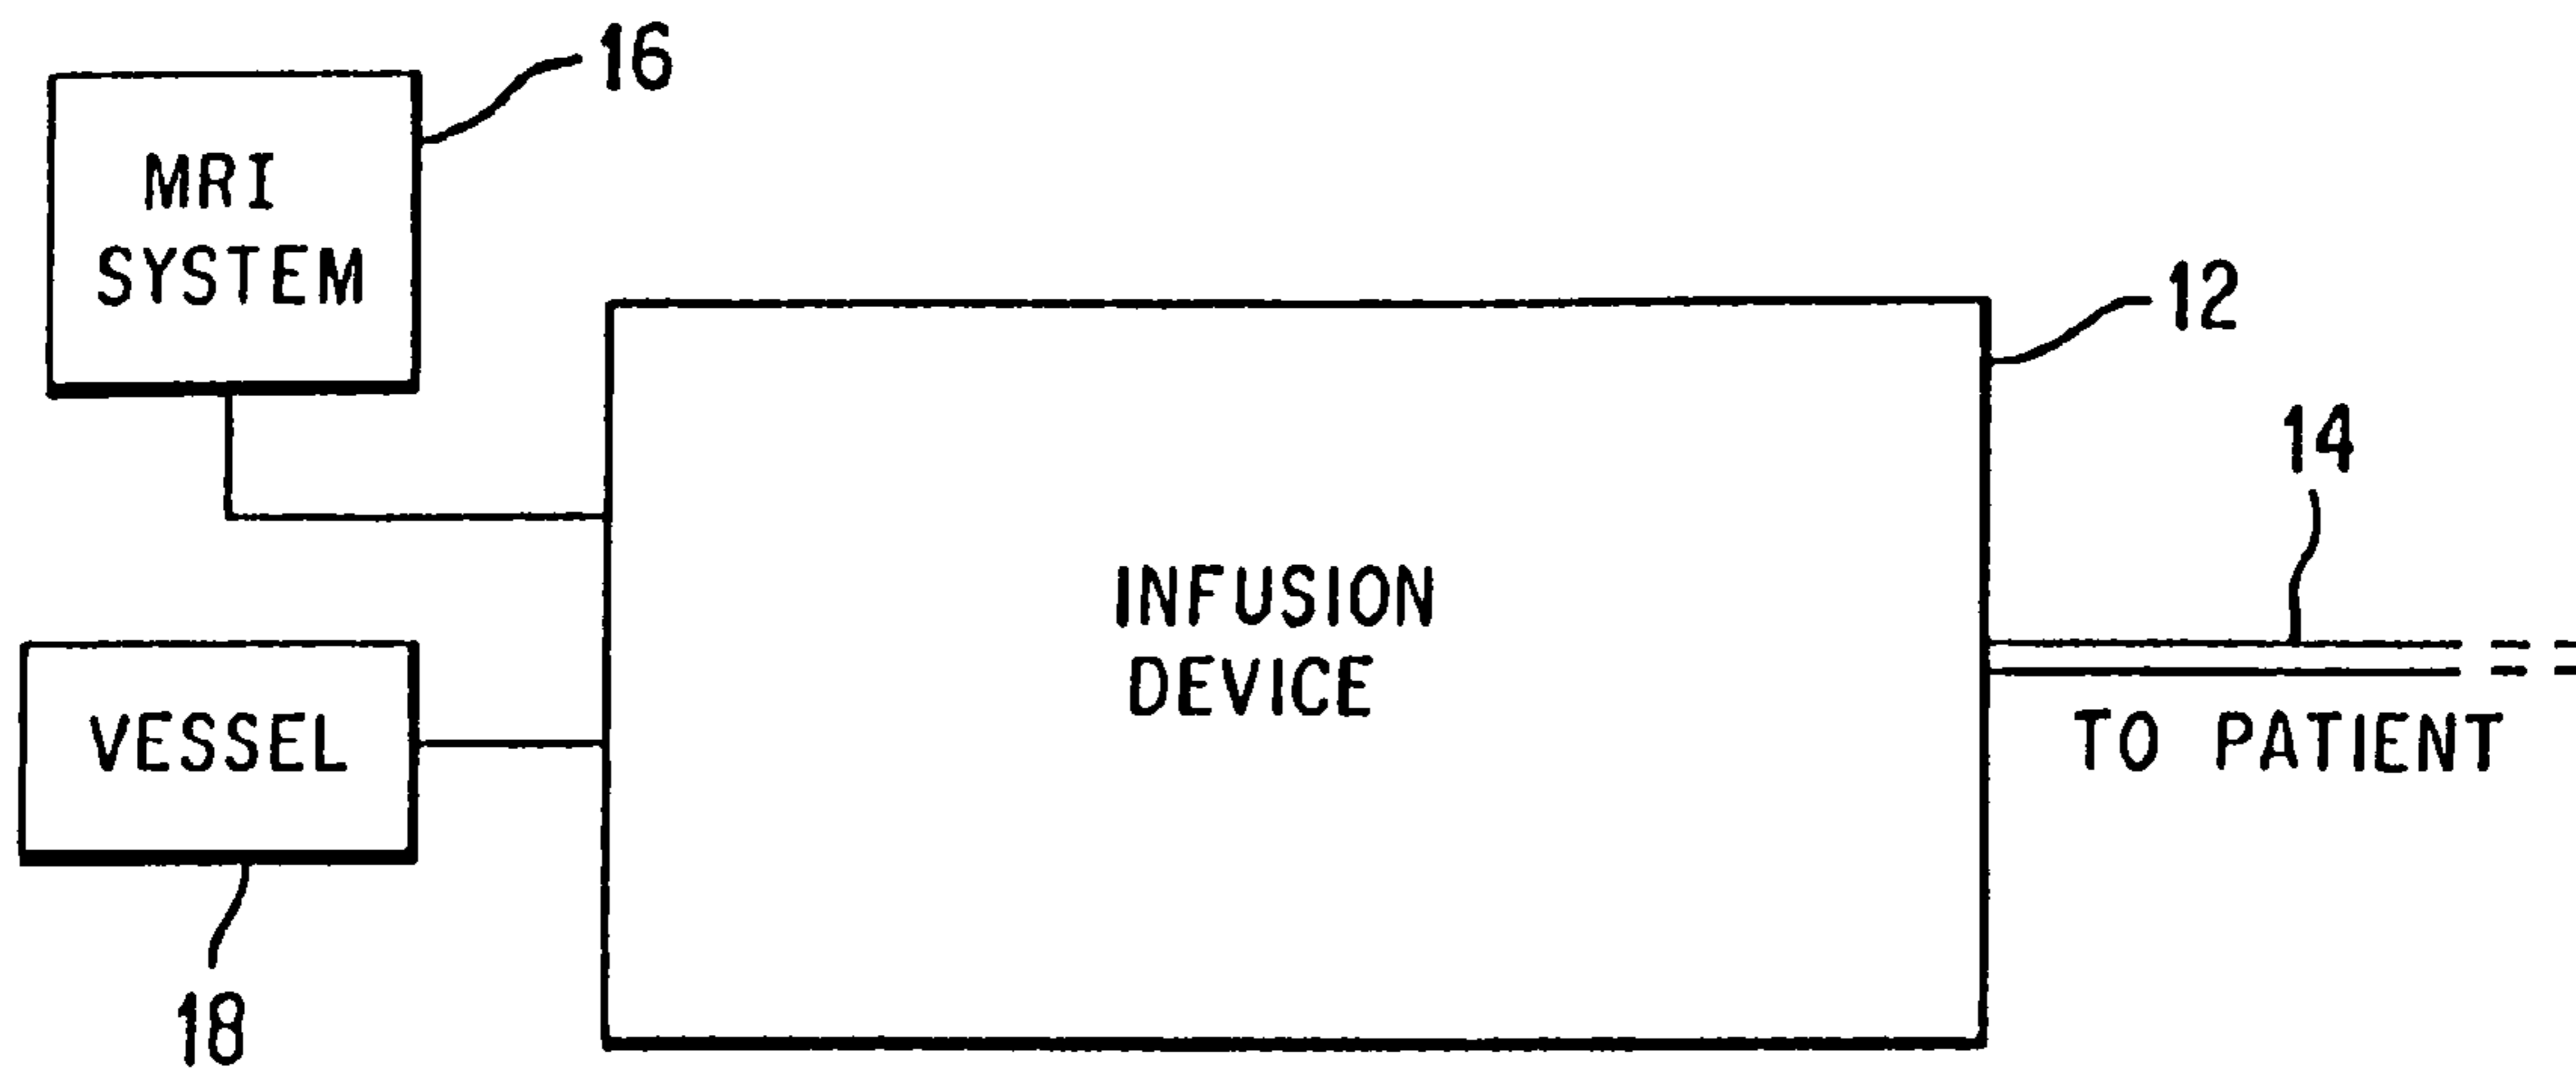 16
MRI
SYSTEM
12
14
INFUSION
DEVICE
VESSEL
TO PATIENT
18